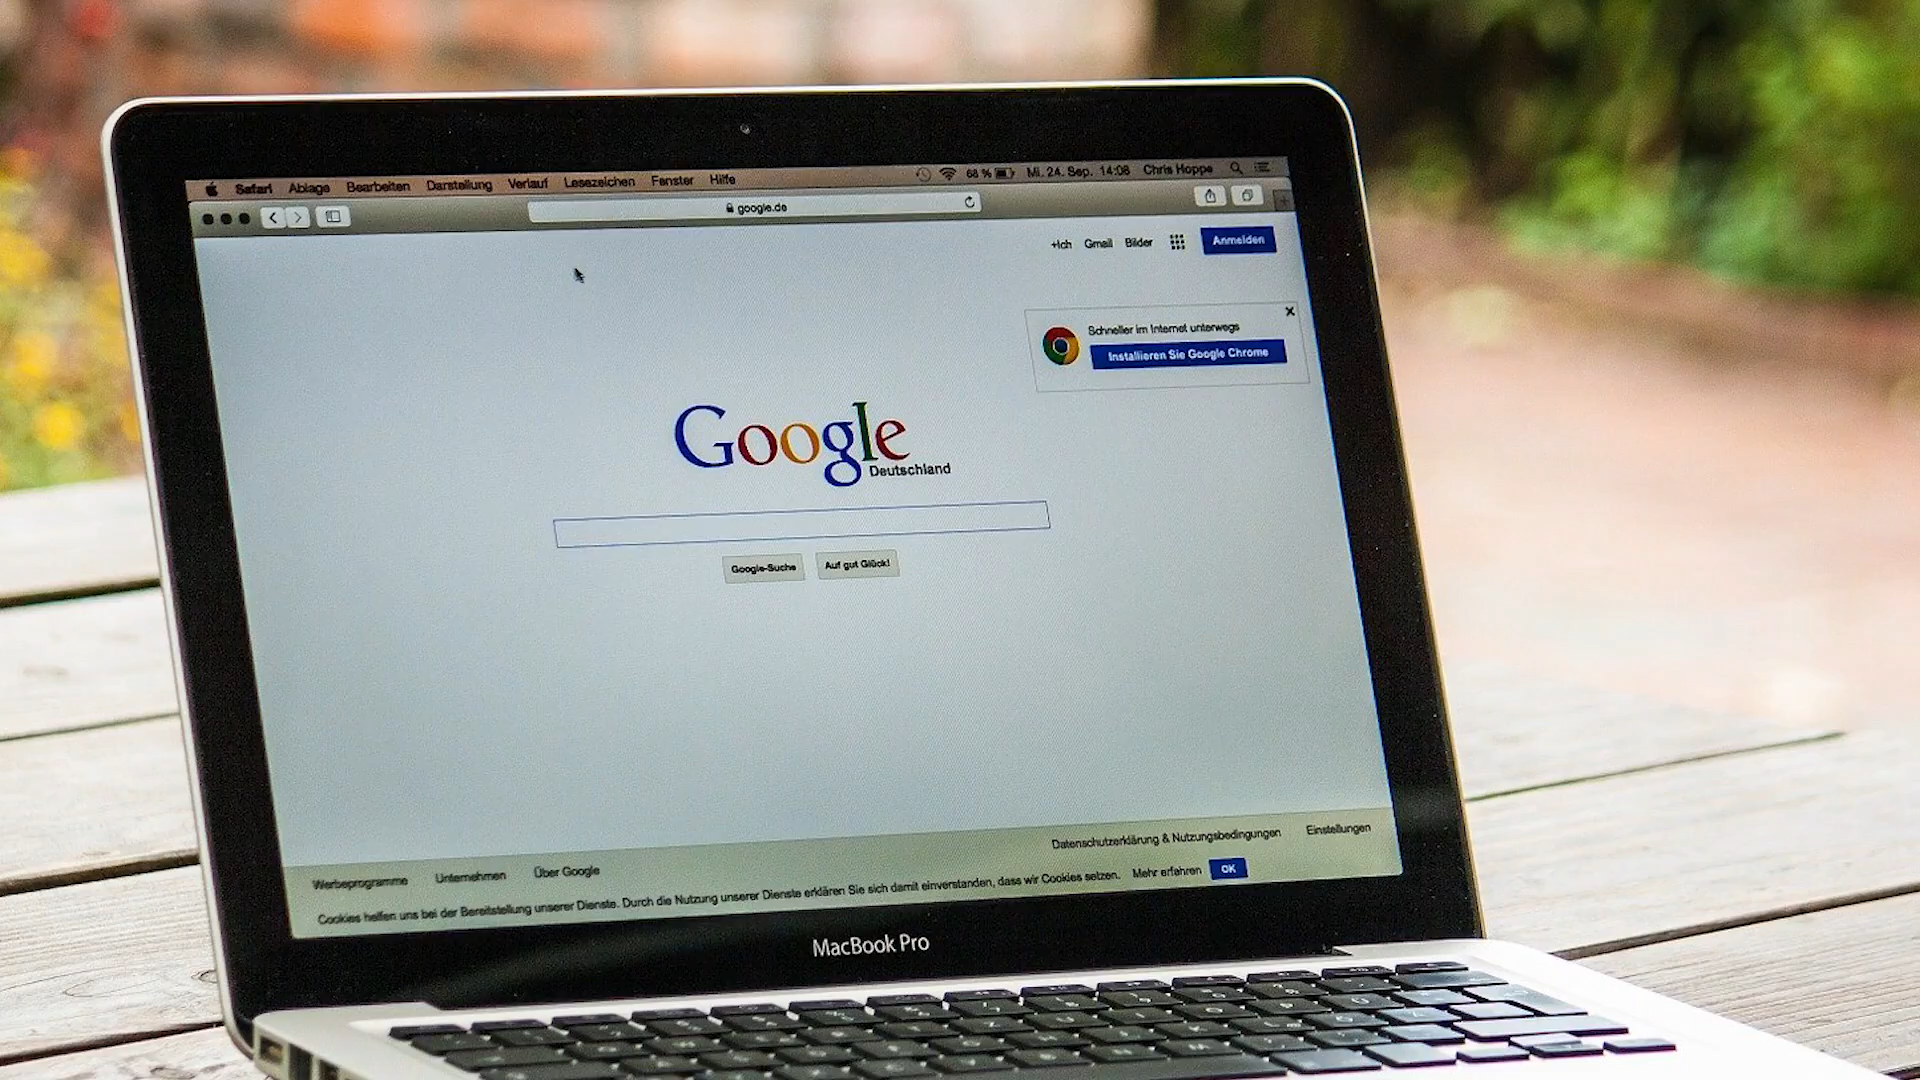 Safari Ablage Bearbeiten Darstellung Verlauf Lesezeichen Fenster Hilfe 68 % Mi. 24. Sep. 14:08 Chris Hoppe
google.de
+Ich Gmail Bilder Anmelden
Schneller im Internet unterwegs
Installieren Sie Google Chrome
Google
Deutschland
Google-Suche Auf gut Glück!
Datenschutzerklärung & Nutzungsbedingungen Einstellungen
Werbeprogramme Unternehmen Über Google
Cookies helfen uns bei der Bereitstellung unserer Dienste. Durch die Nutzung unserer Dienste erklären Sie sich damit einverstanden, dass wir Cookies setzen. Mehr erfahren OK
MacBook Pro